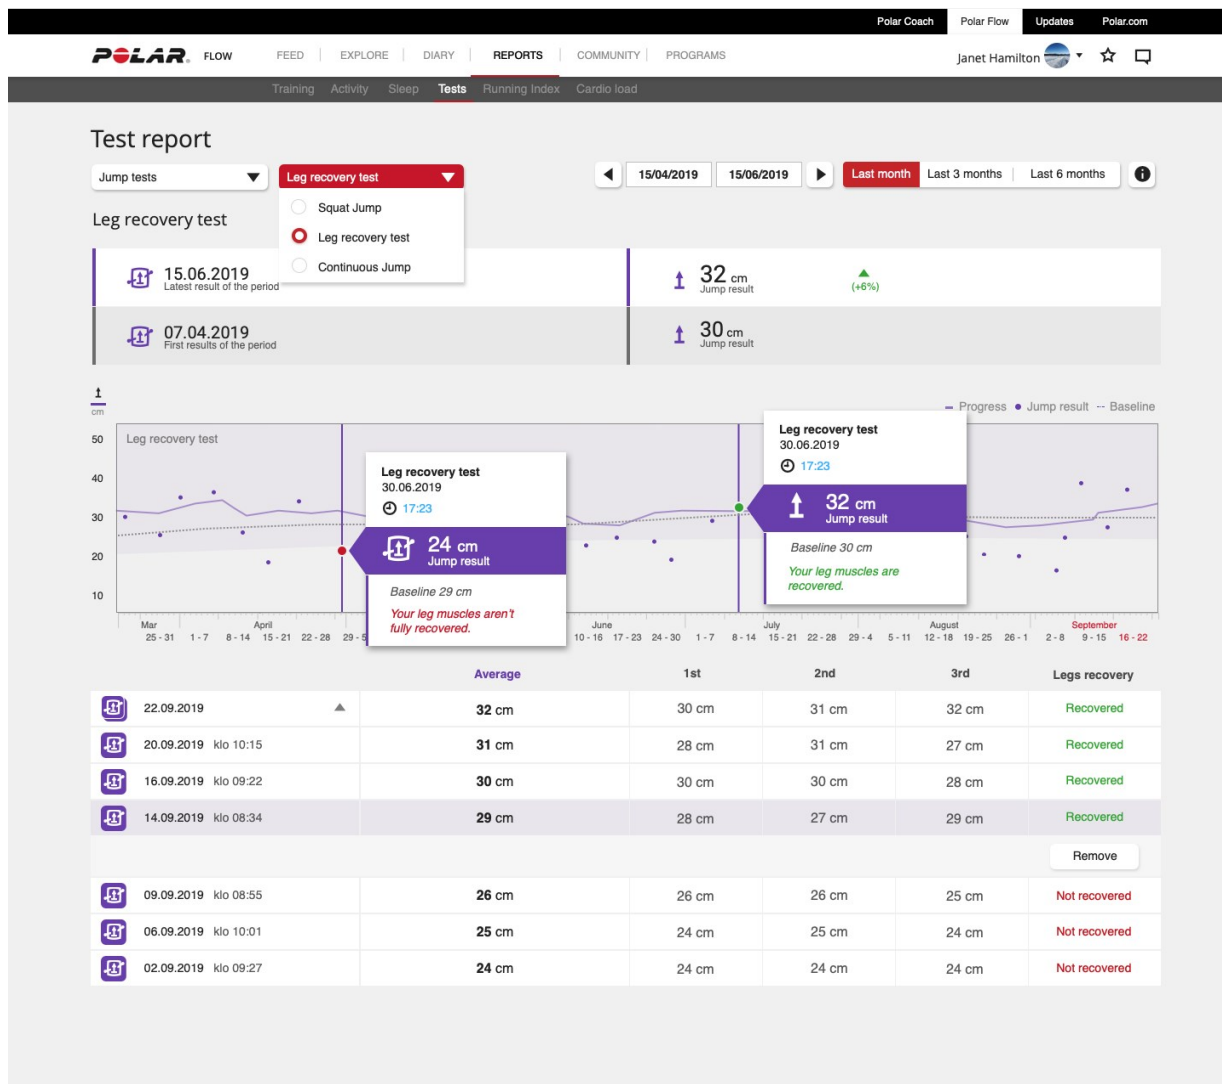 Polar Coach Polar Flow Updates Polar.com
POLAR. FLOW FEED EXPLORE DIARY REPORTS COMMUNITY PROGRAMS Janet Hamilton
Training Activity Sleep Tests Running Index Cardio load
Test report
Jump tests Leg recovery test 15/04/2019 15/06/2019 Last month Last 3 months Last 6 months
Squat Jump
Leg recovery test
Continuous Jump
Leg recovery test
15.06.2019
Latest result of the period
32 cm
Jump result
(+6%)
07.04.2019
First results of the period
30 cm
Jump result
cm
Progress Jump result Baseline
50
40
30
20
10
Leg recovery test
Leg recovery test
30.06.2019
17:23
24 cm
Jump result
Baseline 29 cm
Your leg muscles aren't
fully recovered.
Leg recovery test
30.06.2019
17:23
32 cm
Jump result
Baseline 30 cm
Your leg muscles are
recovered.
Mar April June July August September
25 - 31 1 - 7 8 - 14 15 - 21 22 - 28 29 - 5 10 - 16 17 - 23 24 - 30 1 - 7 8 - 14 15 - 21 22 - 28 29 - 4 5 - 11 12 - 18 19 - 25 26 - 1 2 - 8 9 - 15 16 - 22
Average 1st 2nd 3rd Legs recovery
22.09.2019 32 cm 30 cm 31 cm 32 cm Recovered
20.09.2019 klo 10:15 31 cm 28 cm 31 cm 27 cm Recovered
16.09.2019 klo 09:22 30 cm 30 cm 30 cm 28 cm Recovered
14.09.2019 klo 08:34 29 cm 28 cm 27 cm 29 cm Recovered
Remove
09.09.2019 klo 08:55 26 cm 26 cm 26 cm 25 cm Not recovered
06.09.2019 klo 10:01 25 cm 24 cm 25 cm 24 cm Not recovered
02.09.2019 klo 09:27 24 cm 24 cm 24 cm 24 cm Not recovered